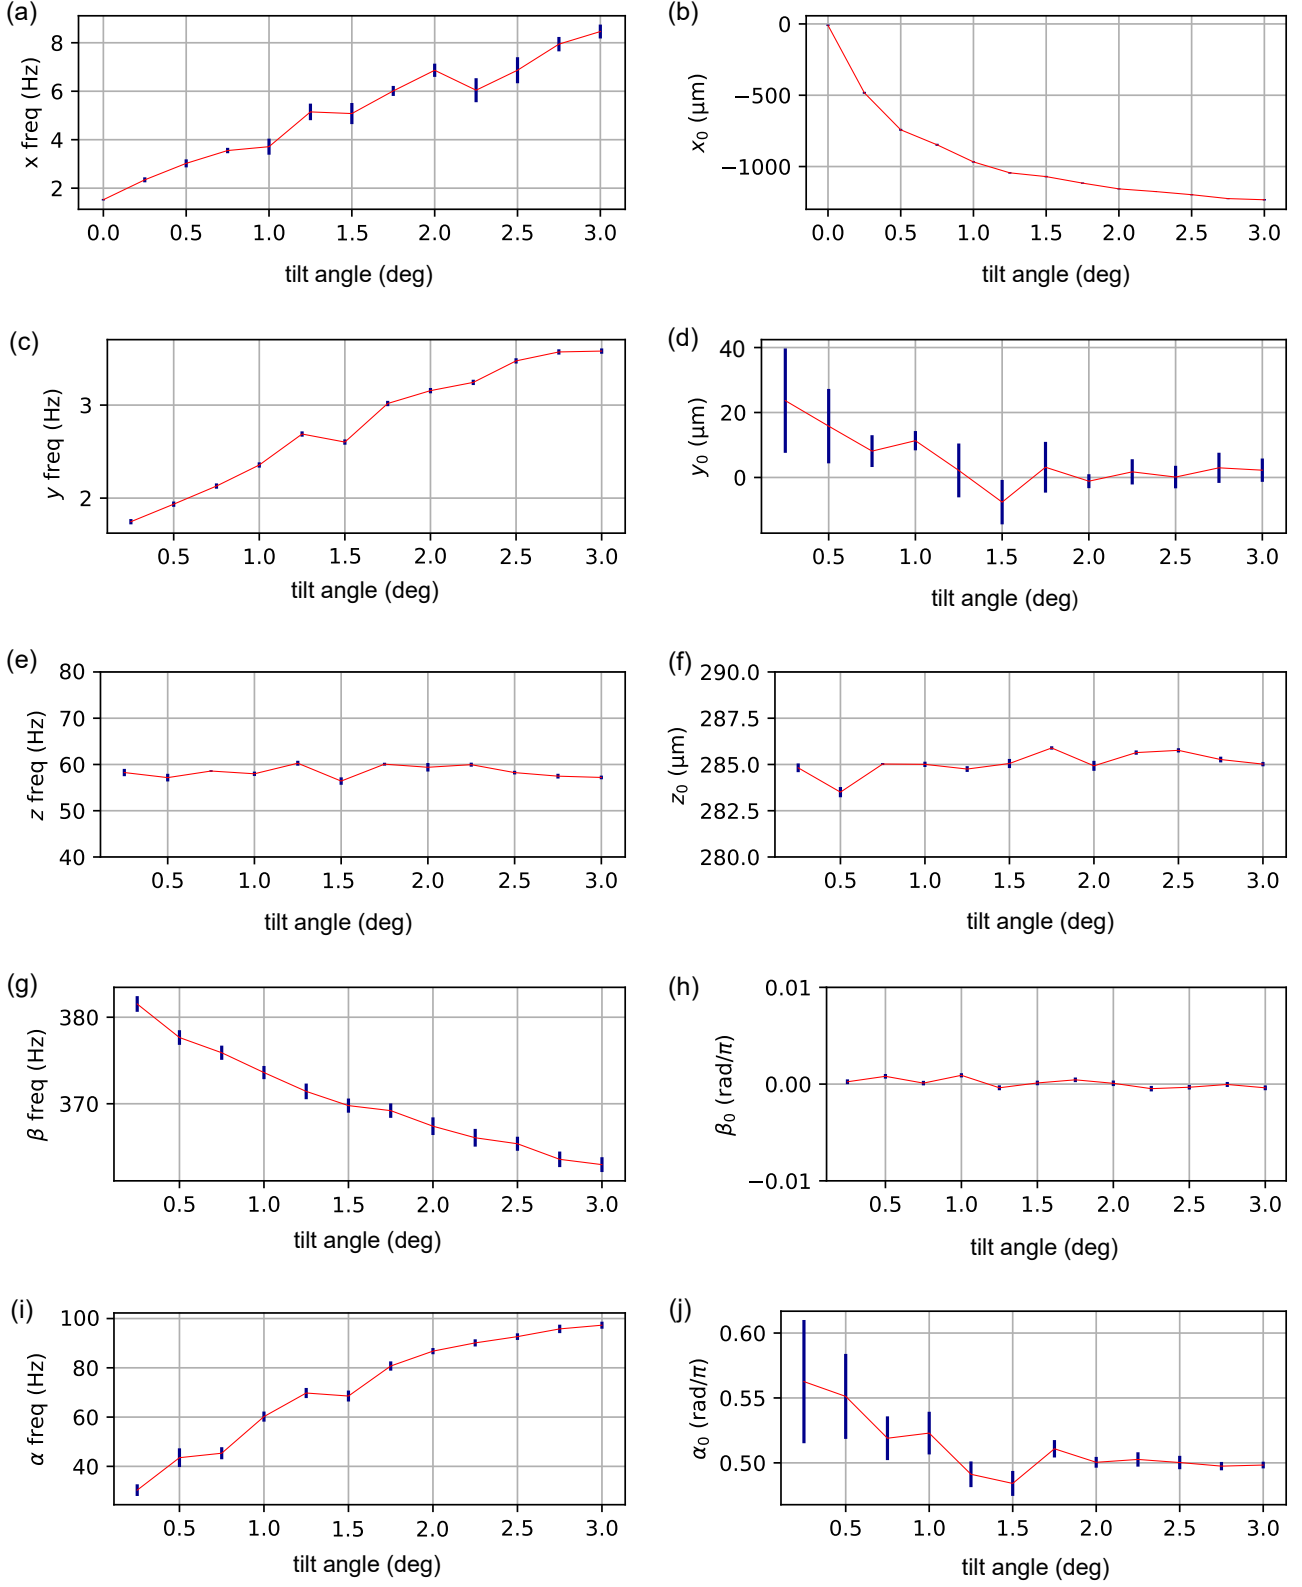 (a)
x freq (Hz)
8
6
4
2
0.0 0.5 1.0 1.5 2.0 2.5 3.0
tilt angle (deg)
(b)
x₀ (μm)
0
−500
−1000
0.0 0.5 1.0 1.5 2.0 2.5 3.0
tilt angle (deg)
(c)
y freq (Hz)
3
2
0.5 1.0 1.5 2.0 2.5 3.0
tilt angle (deg)
(d)
y₀ (μm)
40
20
0
0.5 1.0 1.5 2.0 2.5 3.0
tilt angle (deg)
(e)
z freq (Hz)
80
70
60
50
40
0.5 1.0 1.5 2.0 2.5 3.0
tilt angle (deg)
(f)
z₀ (μm)
290.0
287.5
285.0
282.5
280.0
0.5 1.0 1.5 2.0 2.5 3.0
tilt angle (deg)
(g)
β freq (Hz)
380
370
0.5 1.0 1.5 2.0 2.5 3.0
tilt angle (deg)
(h)
β₀ (rad/π)
0.01
0.00
−0.01
0.5 1.0 1.5 2.0 2.5 3.0
tilt angle (deg)
(i)
α freq (Hz)
100
80
60
40
0.5 1.0 1.5 2.0 2.5 3.0
tilt angle (deg)
(j)
α₀ (rad/π)
0.60
0.55
0.50
0.5 1.0 1.5 2.0 2.5 3.0
tilt angle (deg)